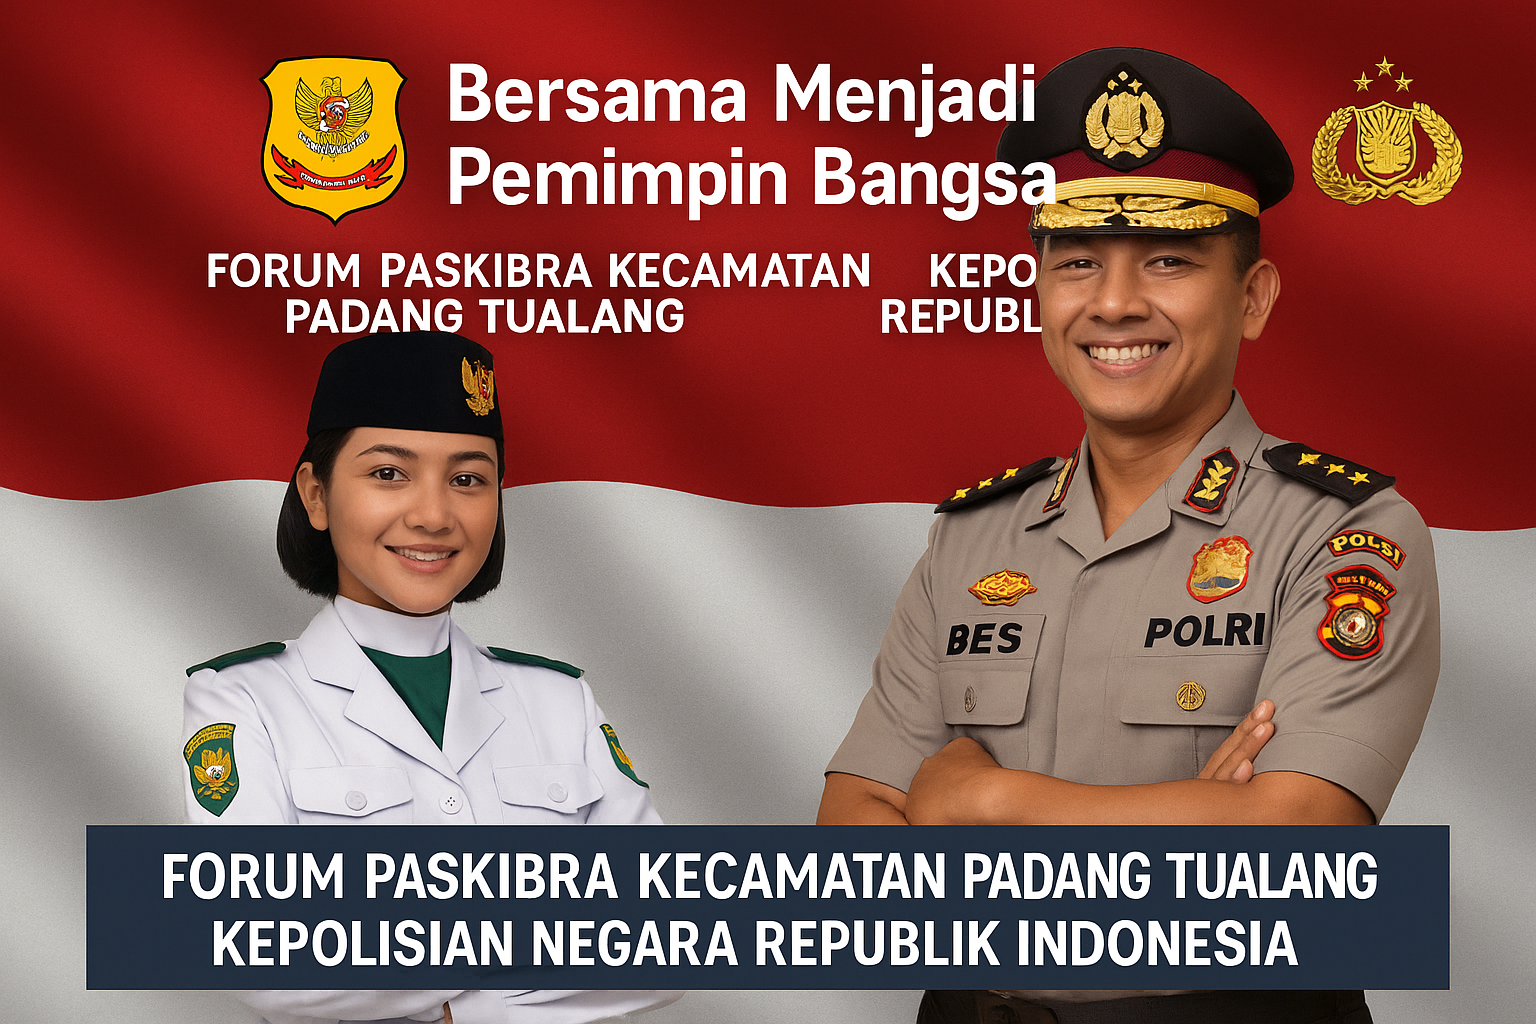 Bersama Menjadi
Pemimpin Bangsa
FORUM PASKIBRA KECAMATAN
PADANG TUALANG
KEPO
REPUBL
POLSI
BES
POLRI
FORUM PASKIBRA KECAMATAN PADANG TUALANG
KEPOLISIAN NEGARA REPUBLIK INDONESIA